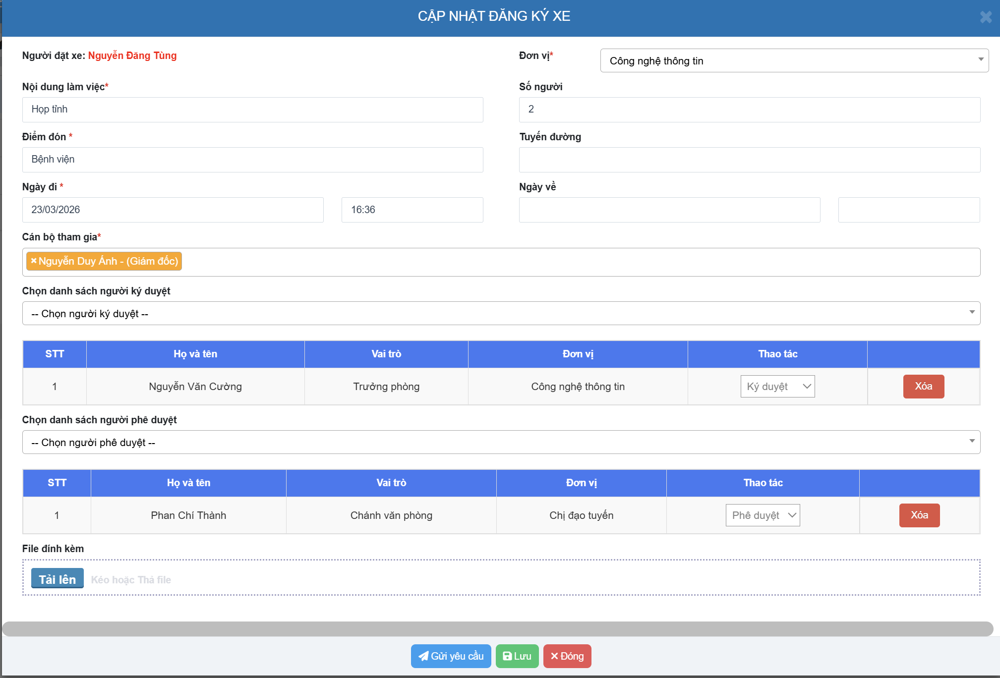 CẬP NHẬT ĐĂNG KÝ XE
Người đặt xe: Nguyễn Đăng Tùng
Đơn vị*
Công nghệ thông tin
Nội dung làm việc*
Số người
Họp tỉnh
2
Điểm đón *
Tuyến đường
Bệnh viện
Ngày đi *
Ngày về
23/03/2026
16:36
Cán bộ tham gia*
×Nguyễn Duy Ánh - (Giám đốc)
Chọn danh sách người ký duyệt
-- Chọn người ký duyệt --
STT Họ và tên Vai trò Đơn vị Thao tác
1 Nguyễn Văn Cường Trưởng phòng Công nghệ thông tin Ký duyệt Xóa
Chọn danh sách người phê duyệt
-- Chọn người phê duyệt --
STT Họ và tên Vai trò Đơn vị Thao tác
1 Phan Chí Thành Chánh văn phòng Chị đạo tuyến Phê duyệt Xóa
File đính kèm
Tải lên Kéo hoặc Thả file
Gửi yêu cầu Lưu Đóng